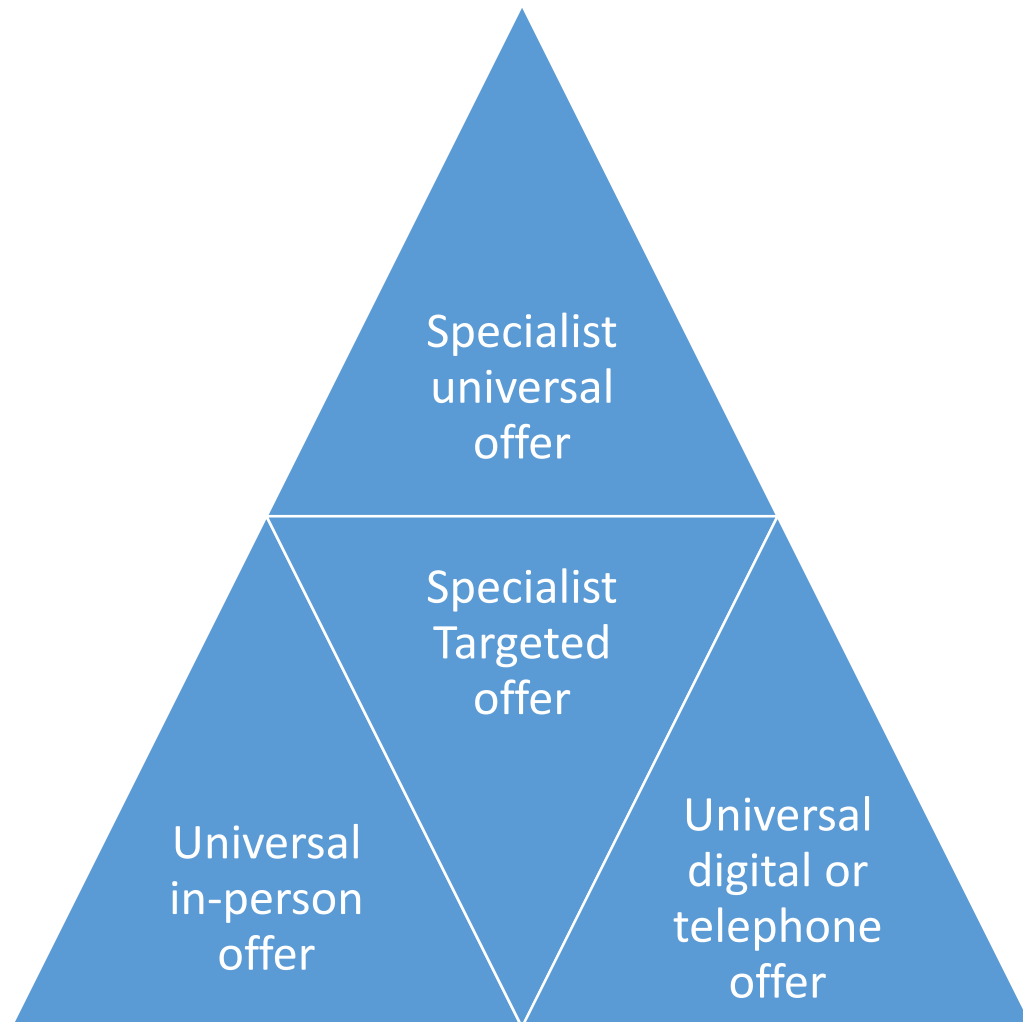 Specialist
universal
offer
Specialist
Targeted
offer
Universal
in-person
offer
Universal
digital or
telephone
offer